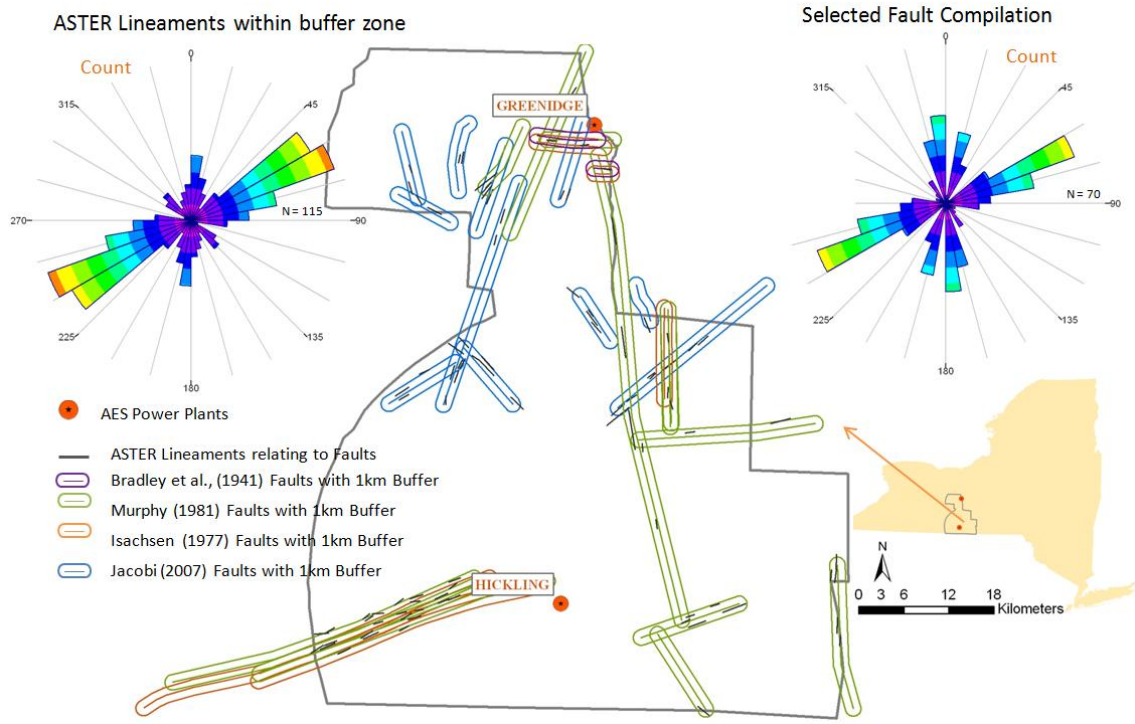 ASTER Lineaments within buffer zone
Count
0
45
315
N = 115
270
90
225
135
180
Selected Fault Compilation
Count
0
45
315
N = 70
90
225
135
180
GREENIDGE
HICKLING
AES Power Plants
ASTER Lineaments relating to Faults
Bradley et al., (1941) Faults with 1km Buffer
Murphy (1981) Faults with 1km Buffer
Isachsen (1977) Faults with 1km Buffer
Jacobi (2007) Faults with 1km Buffer
N
0 3 6 12 18
Kilometers